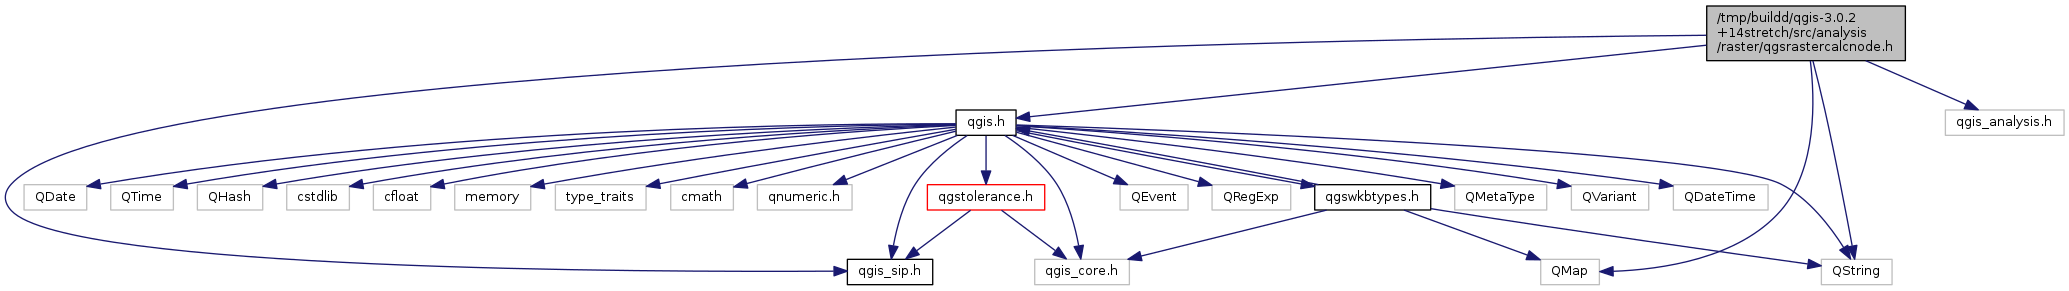 /tmp/buildd/qgis-3.0.2
+14stretch/src/analysis
/raster/qgsrastercalcnode.h
qgis.h
qgis_analysis.h
QDate
QTime
QHash
cstdlib
cfloat
memory
type_traits
cmath
qnumeric.h
qgstolerance.h
QEvent
QRegExp
qgswkbtypes.h
QMetaType
QVariant
QDateTime
qgis_sip.h
qgis_core.h
QMap
QString